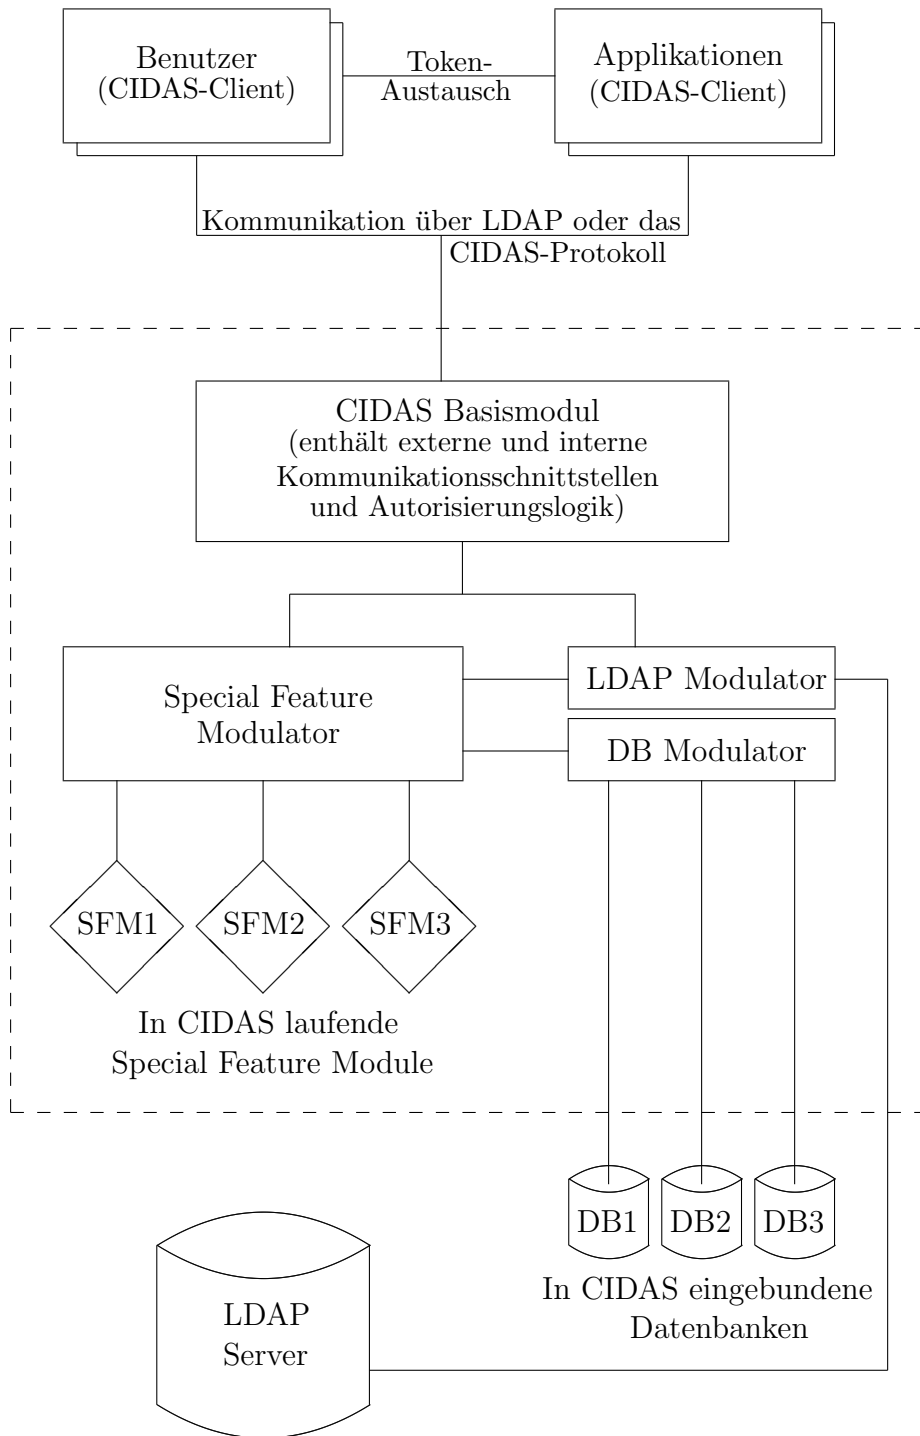 Benutzer
(CIDAS-Client)
Token-
Austausch
Applikationen
(CIDAS-Client)
Kommunikation über LDAP oder das
CIDAS-Protokoll
CIDAS Basismodul
(enthält externe und interne
Kommunikationsschnittstellen
und Autorisierungslogik)
Special Feature
Modulator
LDAP Modulator
DB Modulator
SFM1
SFM2
SFM3
In CIDAS laufende
Special Feature Module
DB1
DB2
DB3
In CIDAS eingebundene
Datenbanken
LDAP
Server